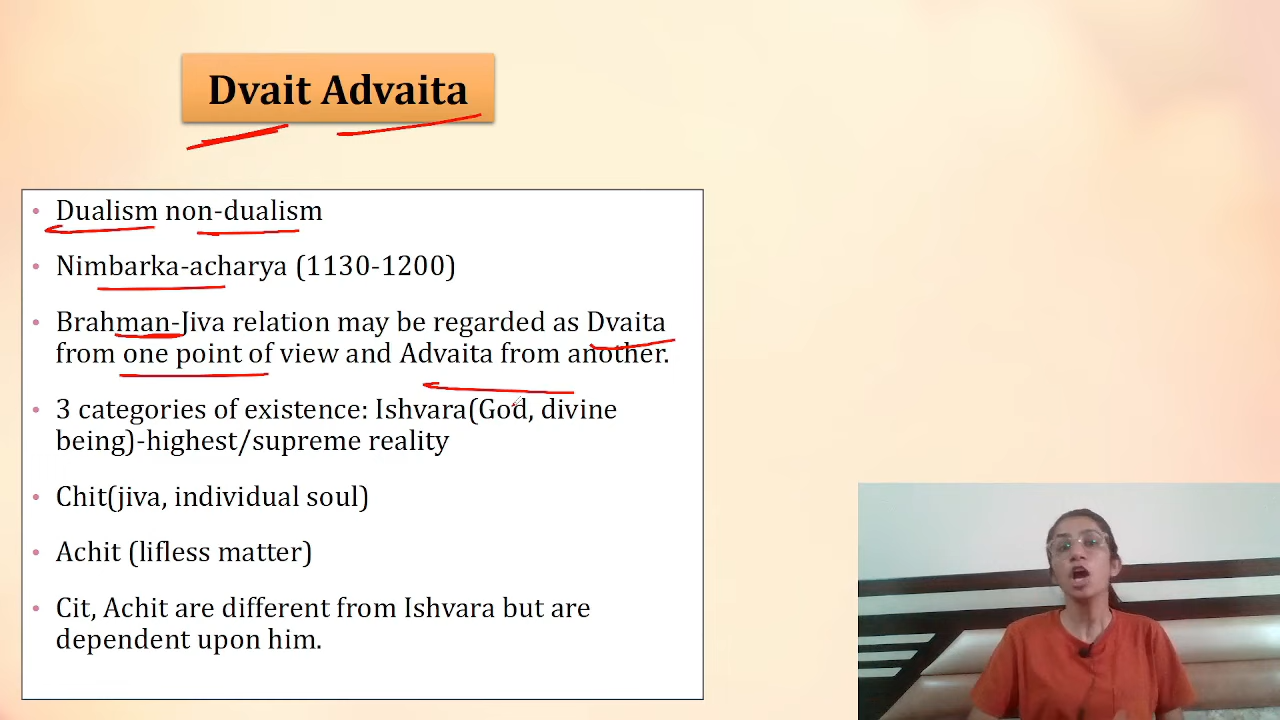 Dvait Advaita
• Dualism non-dualism
• Nimbarka-acharya (1130-1200)
• Brahman-Jiva relation may be regarded as Dvaita
from one point of view and Advaita from another.
• 3 categories of existence: Ishvara(God, divine
being)-highest/supreme reality
• Chit(jiva, individual soul)
• Achit (lifless matter)
• Cit, Achit are different from Ishvara but are
dependent upon him.